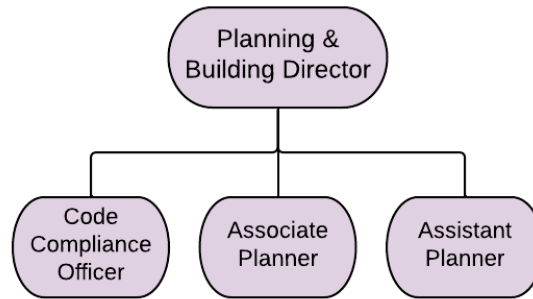 Planning &
Building Director
Code
Compliance
Officer
Associate
Planner
Assistant
Planner